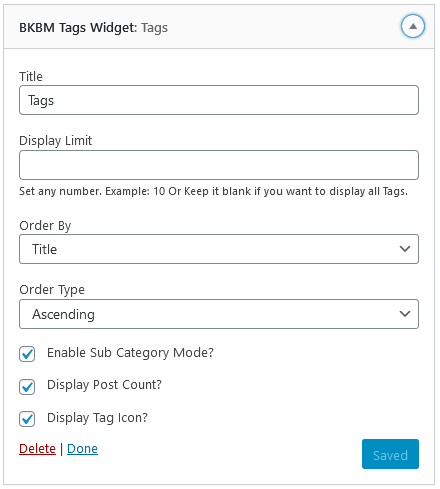 BKBM Tags Widget: Tags
Title
Tags
Display Limit
Set any number. Example: 10 Or Keep it blank if you want to display all Tags.
Order By
Title
Order Type
Ascending
Enable Sub Category Mode?
Display Post Count?
Display Tag Icon?
Delete | Done
Saved